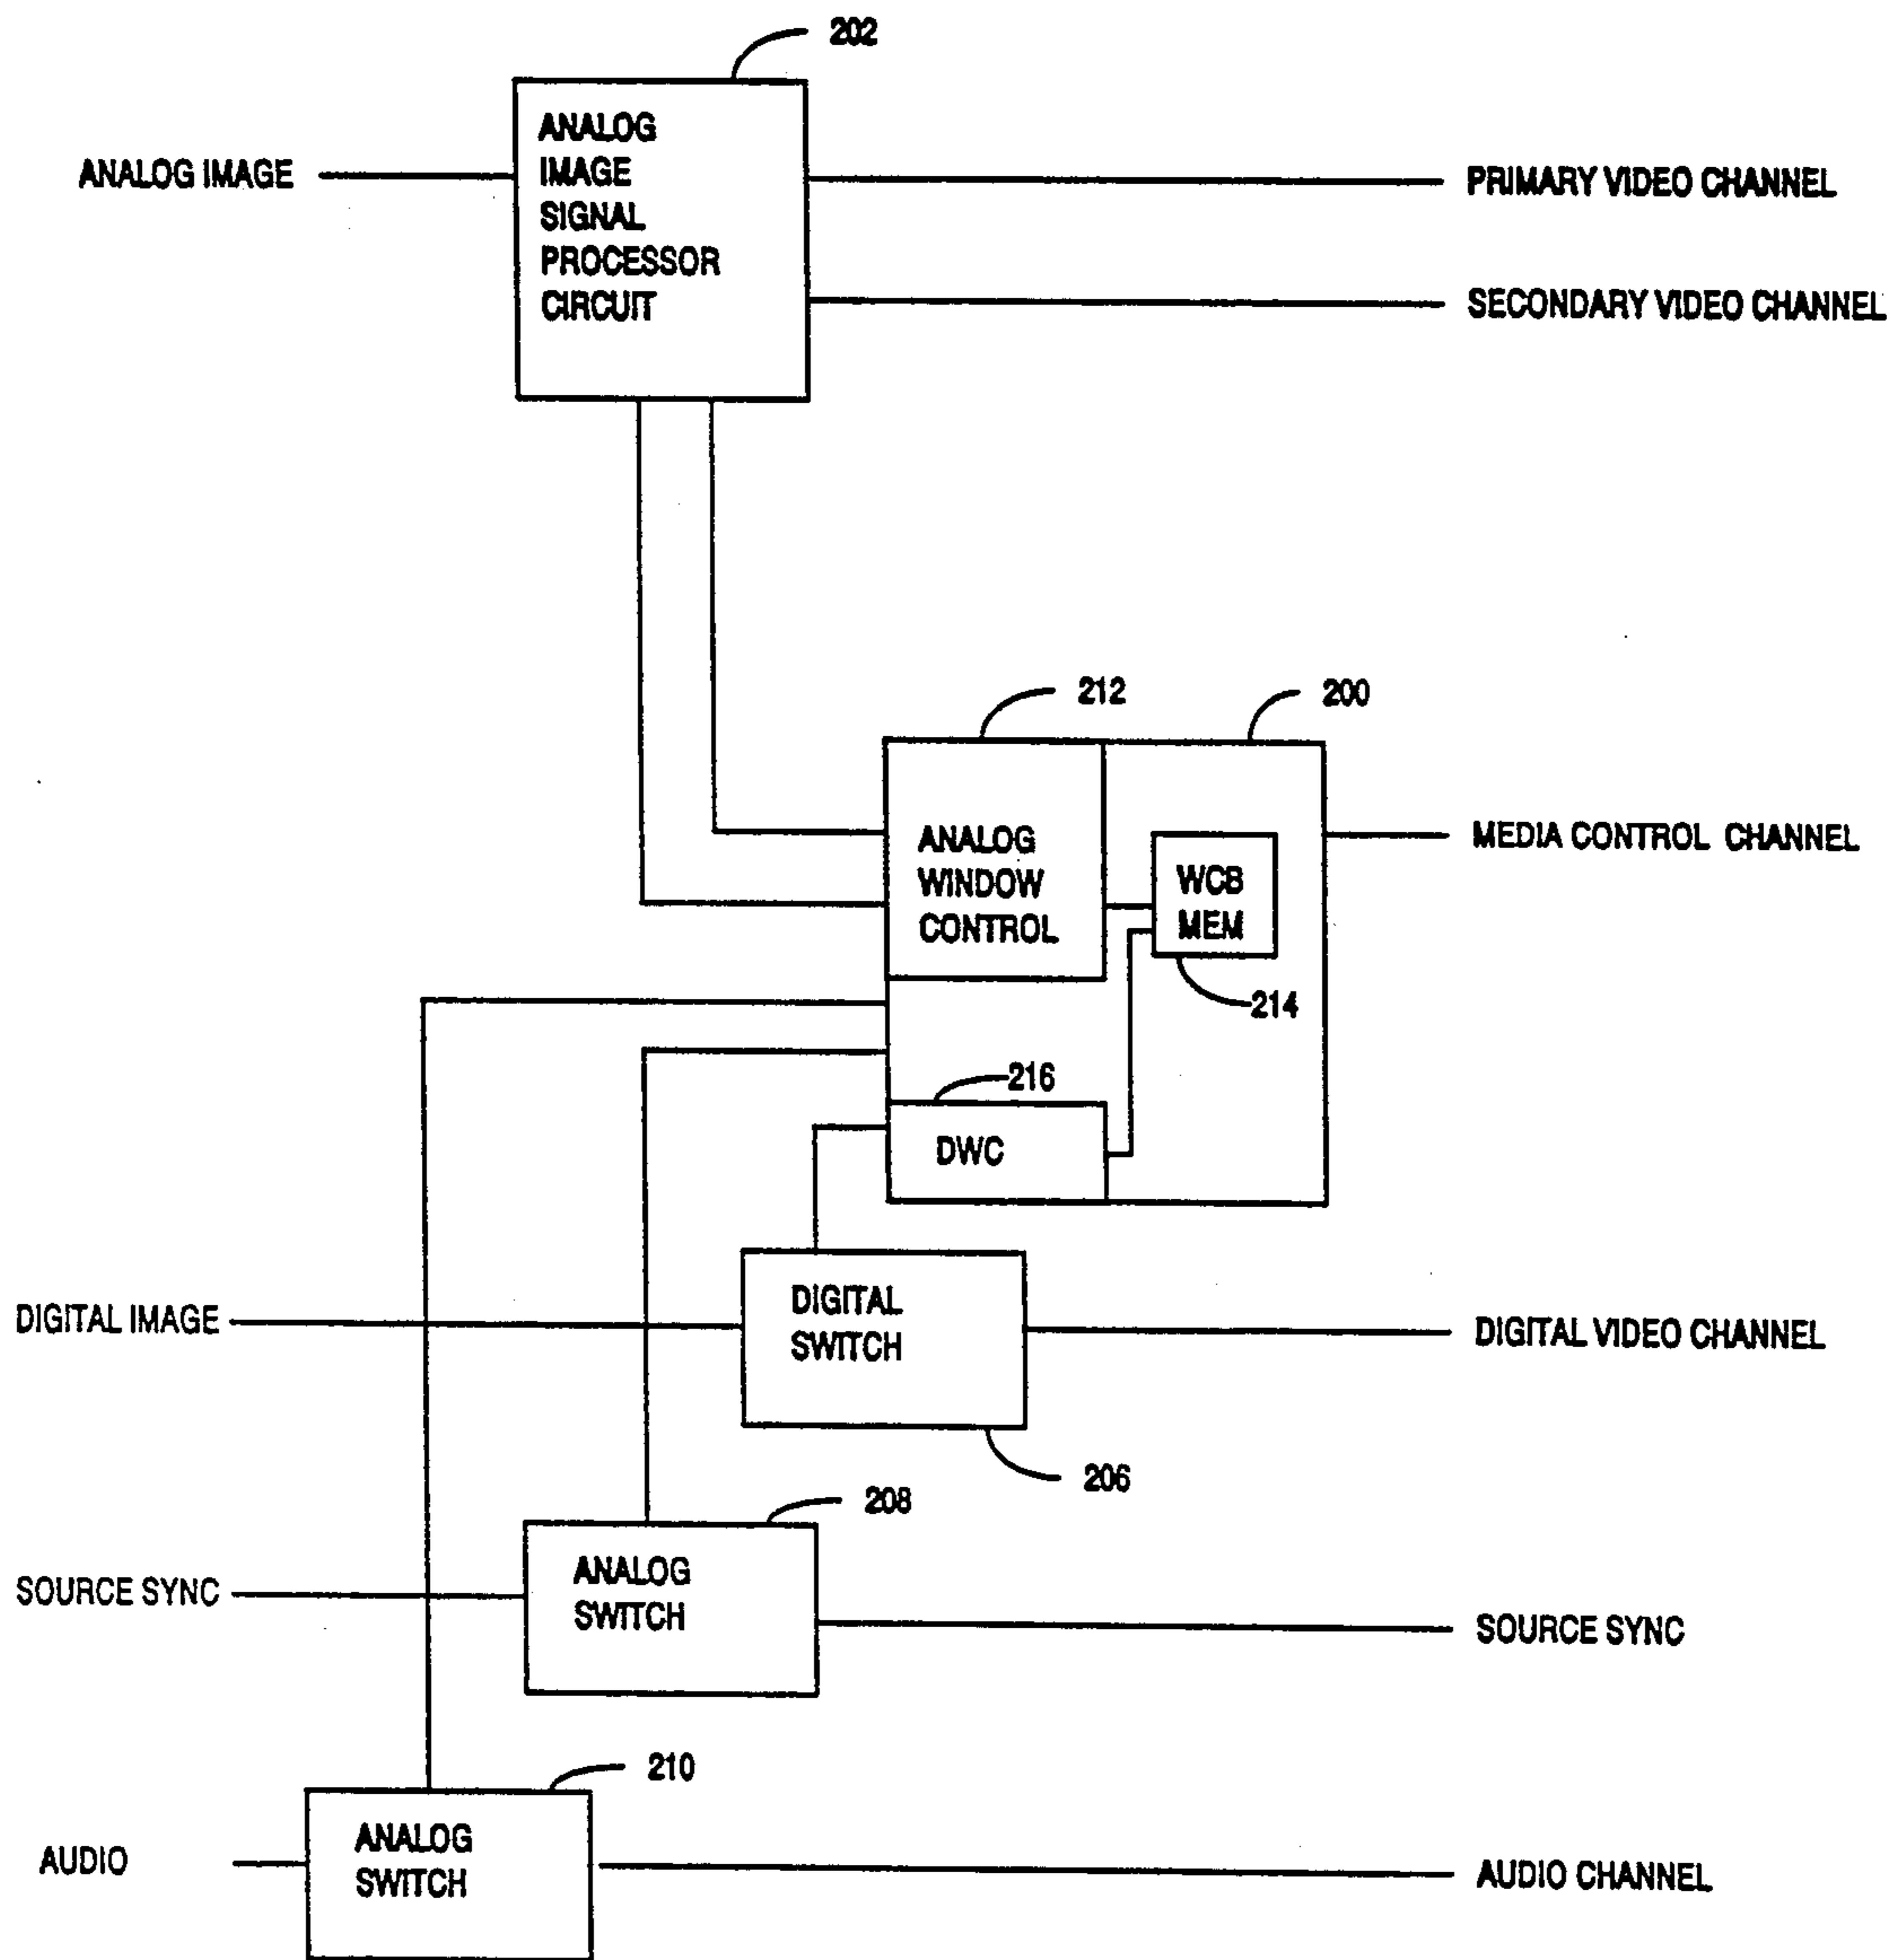 202
ANALOG
IMAGE
SIGNAL
PROCESSOR
CIRCUIT
ANALOG IMAGE
PRIMARY VIDEO CHANNEL
SECONDARY VIDEO CHANNEL
212
200
ANALOG
WINDOW
CONTROL
WCB
MEM
MEDIA CONTROL CHANNEL
214
216
DWC
DIGITAL IMAGE
DIGITAL
SWITCH
DIGITAL VIDEO CHANNEL
206
208
SOURCE SYNC
ANALOG
SWITCH
SOURCE SYNC
210
AUDIO
ANALOG
SWITCH
AUDIO CHANNEL